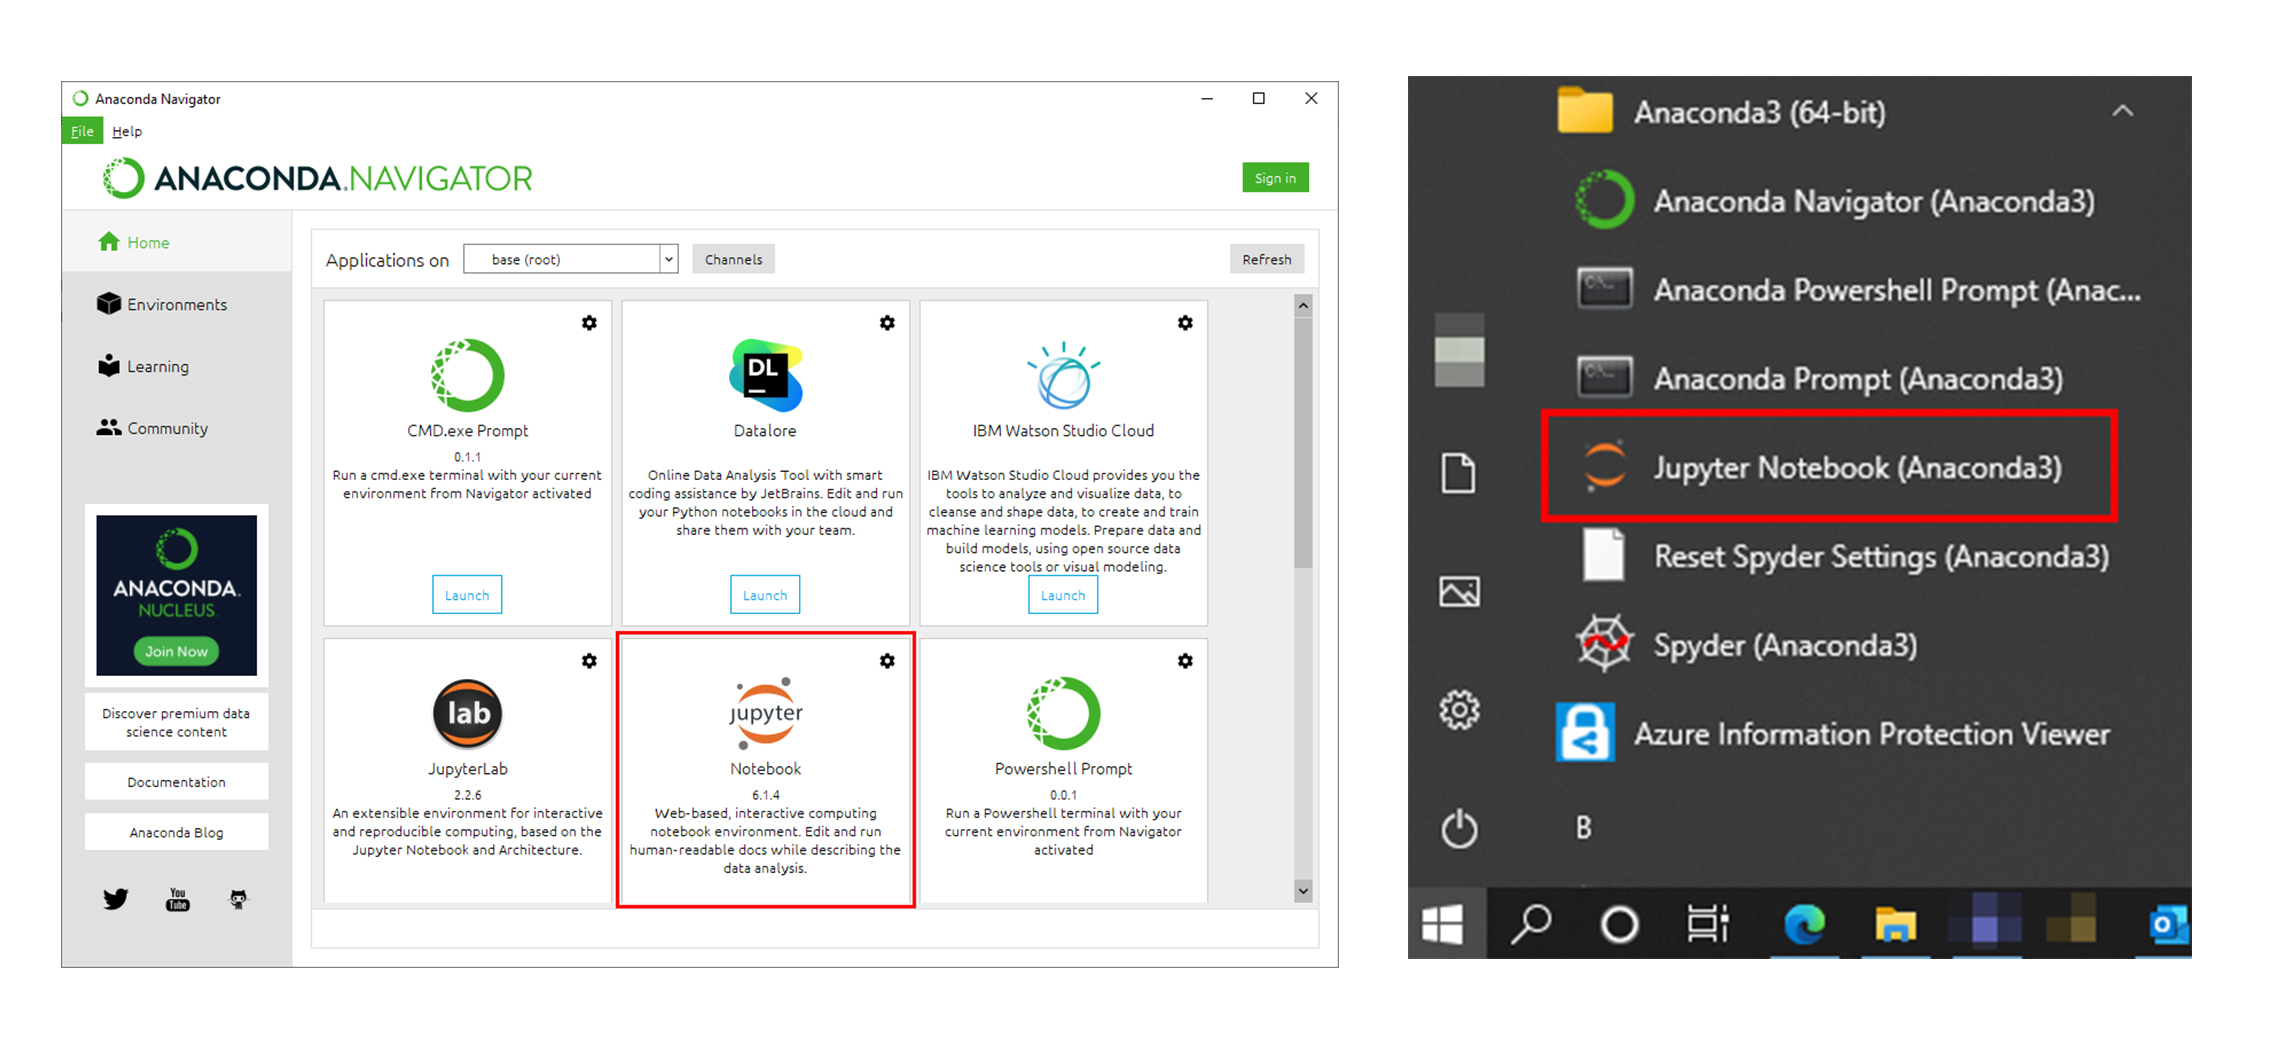 Anaconda Navigator
File Help
ANACONDA.NAVIGATOR
Sign in
Home
Environments
Learning
Community
ANACONDA.
NUCLEUS
Join Now
Discover premium data
science content
Documentation
Anaconda Blog
You
Tube
Applications on base (root) Channels Refresh
CMD.exe Prompt
0.1.1
Run a cmd.exe terminal with your current
environment from Navigator activated
Launch
DL
Datalore
Online Data Analysis Tool with smart
coding assistance by JetBrains. Edit and run
your Python notebooks in the cloud and
share them with your team.
Launch
IBM Watson Studio Cloud
IBM Watson Studio Cloud provides you the
tools to analyze and visualize data, to
cleanse and shape data, to create and train
machine learning models. Prepare data and
build models, using open source data
science tools or visual modeling.
Launch
lab
JupyterLab
2.2.6
An extensible environment for interactive
and reproducible computing, based on the
Jupyter Notebook and Architecture.
jupyter
Notebook
6.1.4
Web-based, interactive computing
notebook environment. Edit and run
human-readable docs while describing the
data analysis.
Powershell Prompt
0.0.1
Run a Powershell terminal with your
current environment from Navigator
activated
Anaconda3 (64-bit)
Anaconda Navigator (Anaconda3)
Anaconda Powershell Prompt (Anac...
Anaconda Prompt (Anaconda3)
Jupyter Notebook (Anaconda3)
Reset Spyder Settings (Anaconda3)
Spyder (Anaconda3)
Azure Information Protection Viewer
B